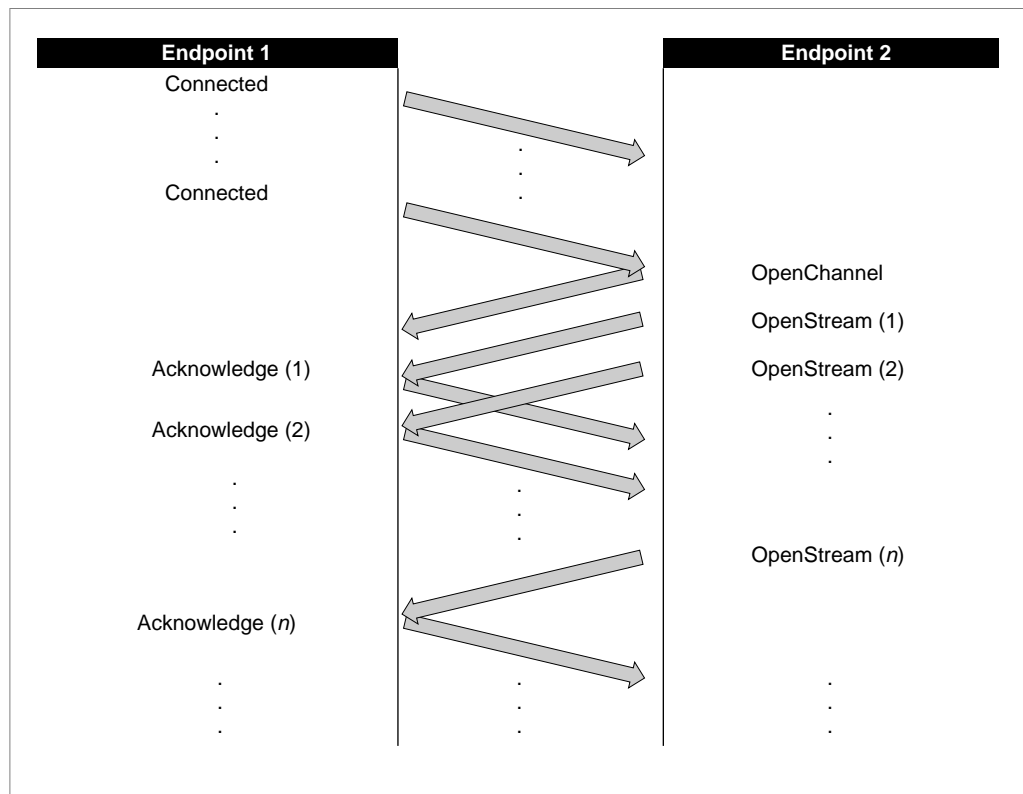 Endpoint 1 Endpoint 2
Connected
.
.
.
.
.
.
Connected
OpenChannel
OpenStream (1)
Acknowledge (1) OpenStream (2)
.
.
.
Acknowledge (2)
.
.
.
.
.
.
OpenStream (n)
Acknowledge (n)
. . .
. . .
. . .